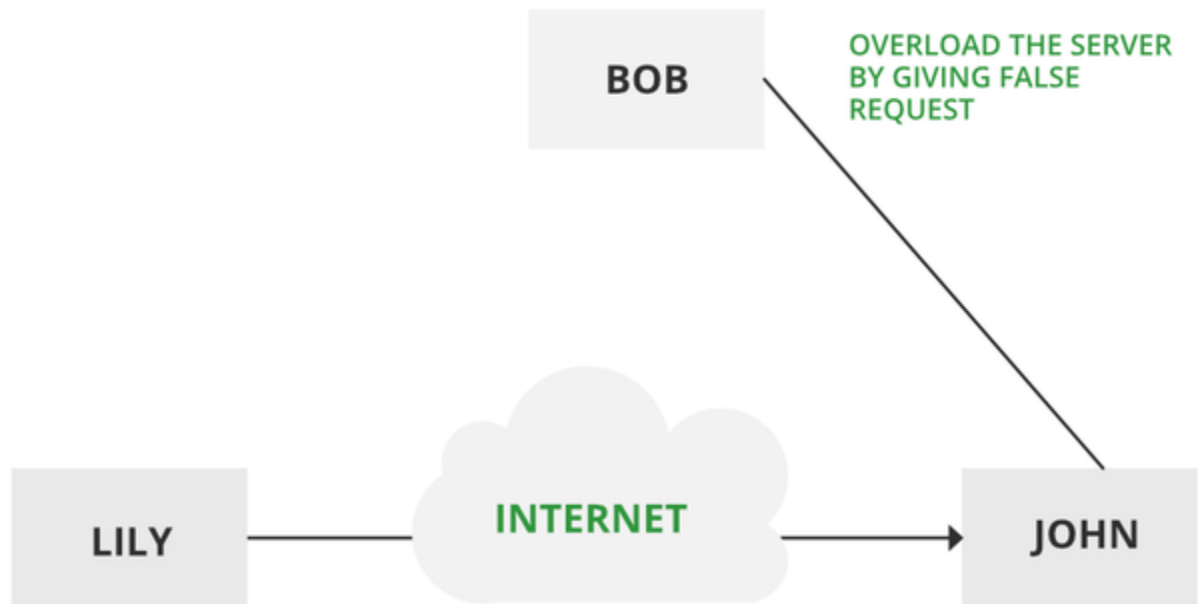 BOB
OVERLOAD THE SERVER
BY GIVING FALSE
REQUEST
LILY
INTERNET
JOHN